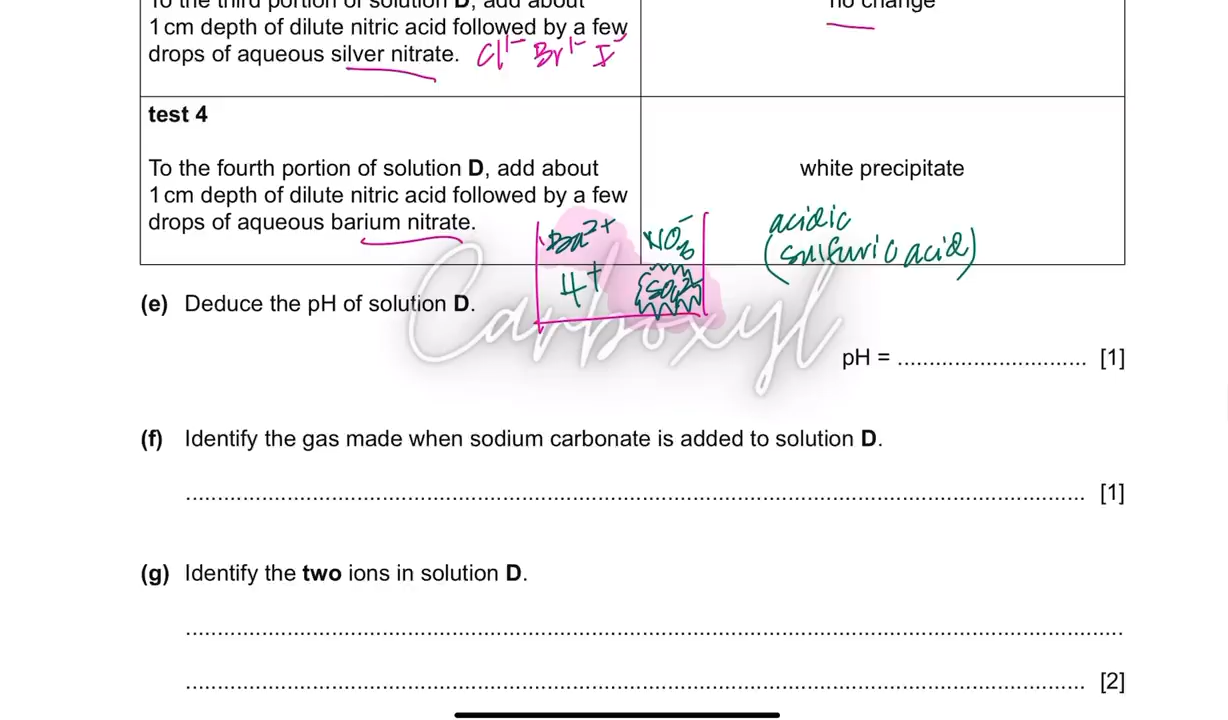 To the third portion of solution D, add about
no change
1 cm depth of dilute nitric acid followed by a few
drops of aqueous silver nitrate. Cl¹⁻ Br¹⁻ I⁻
test 4
To the fourth portion of solution D, add about
white precipitate
1 cm depth of dilute nitric acid followed by a few
drops of aqueous barium nitrate.
Ba²⁺ NO₃⁻
4⁺ SO₄²⁻
acidic
(sulfuric acid)
(e) Deduce the pH of solution D.
Carboxyl
pH = ............................. [1]
(f) Identify the gas made when sodium carbonate is added to solution D.
.................................................................................................................................................... [1]
(g) Identify the two ions in solution D.
..........................................................................................................................................................
.................................................................................................................................................... [2]